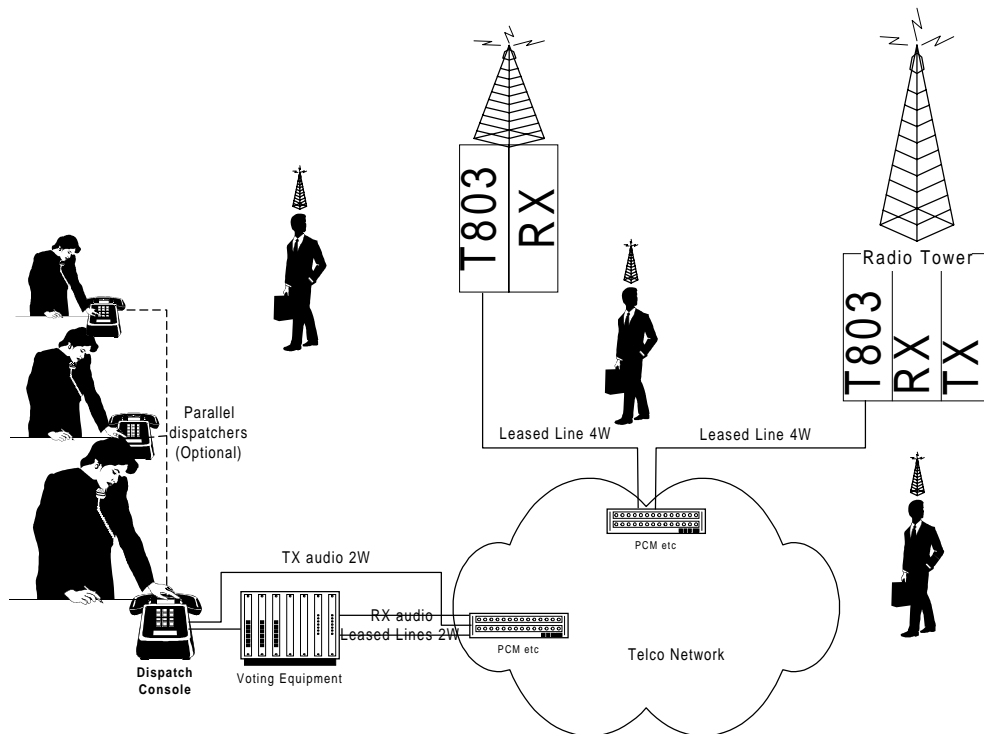 T803
RX
Radio Tower
T803
RX
TX
Parallel
dispatchers
(Optional)
Leased Line 4W
Leased Line 4W
PCM etc
TX audio 2W
RX audio
Leased Lines 2W
PCM etc
Telco Network
Dispatch
Console
Voting Equipment